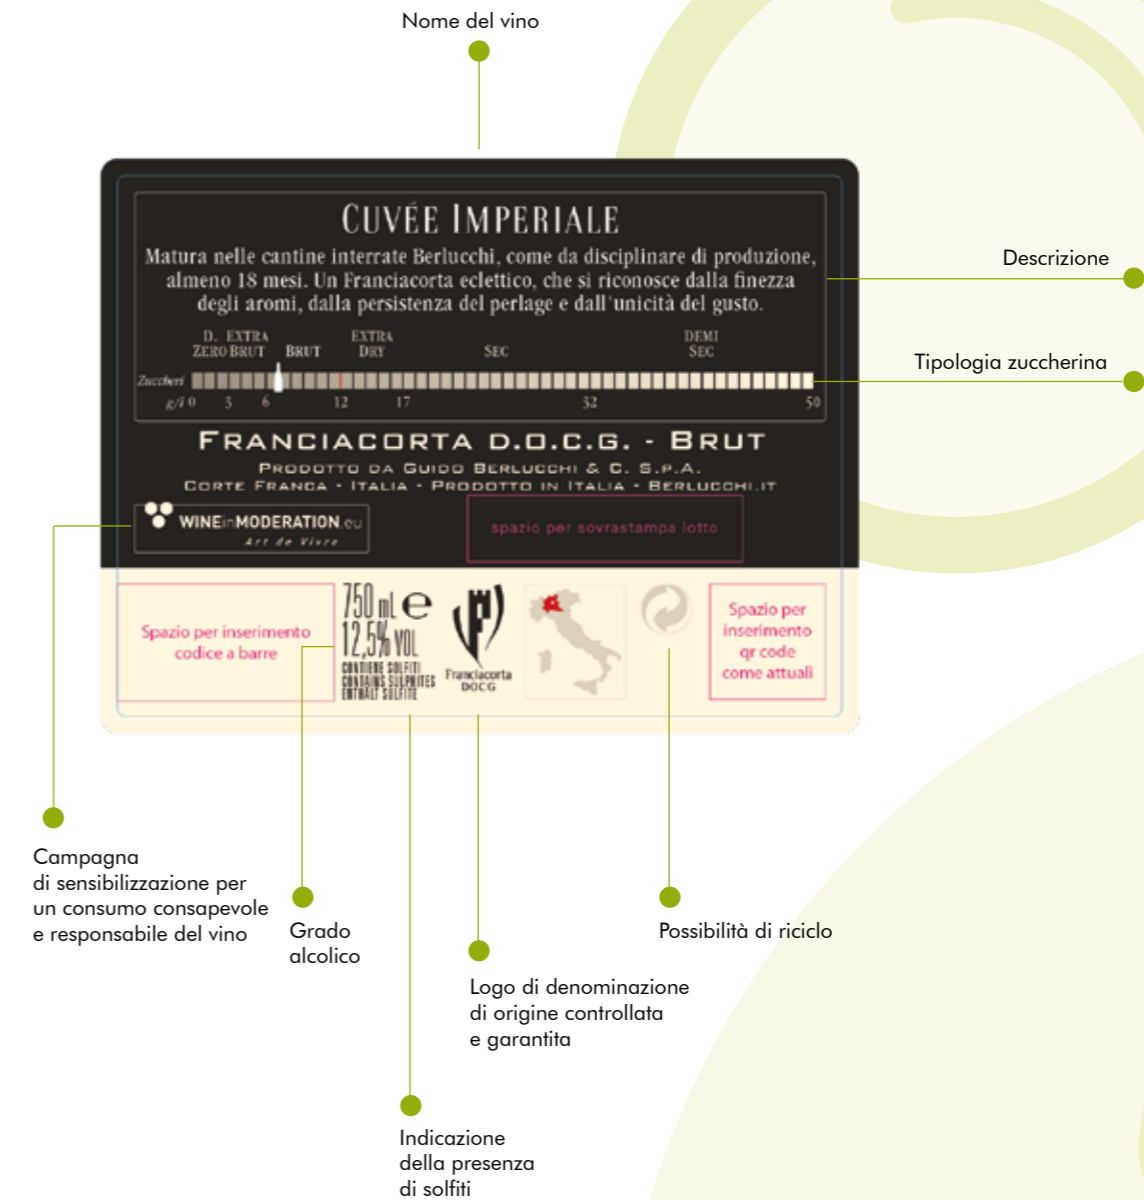 Nome del vino
CUVÉE IMPERIALE
Matura nelle cantine interrate Berlucchi, come da disciplinare di produzione,
almeno 18 mesi. Un Franciacorta eclettico, che si riconosce dalla finezza
degli aromi, dalla persistenza del perlage e dall'unicità del gusto.
Descrizione
D. EXTRA EXTRA DEMI
ZERO BRUT BRUT DRY SEC SEC
Tipologia zuccherina
Zuccheri
g/l 0 3 6 12 17 32 50
FRANCIACORTA D.O.C.G. - BRUT
PRODOTTO DA GUIDO BERLUCCHI & C. S.P.A.
CORTE FRANCA - ITALIA - PRODOTTO IN ITALIA - BERLUCCHI.IT
WINEinMODERATION.eu
Art de Vivre
spazio per sovrastampa lotto
Spazio per inserimento
codice a barre
750 mL e
12,5% VOL
CONTIENE SOLFITI
CONTAINS SULPHITES
ENTHÄLT SULFITE
Franciacorta
DOCG
Spazio per
inserimento
qr code
come attuali
Campagna
di sensibilizzazione per
un consumo consapevole
e responsabile del vino
Grado
alcolico
Possibilità di riciclo
Logo di denominazione
di origine controllata
e garantita
Indicazione
della presenza
di solfiti